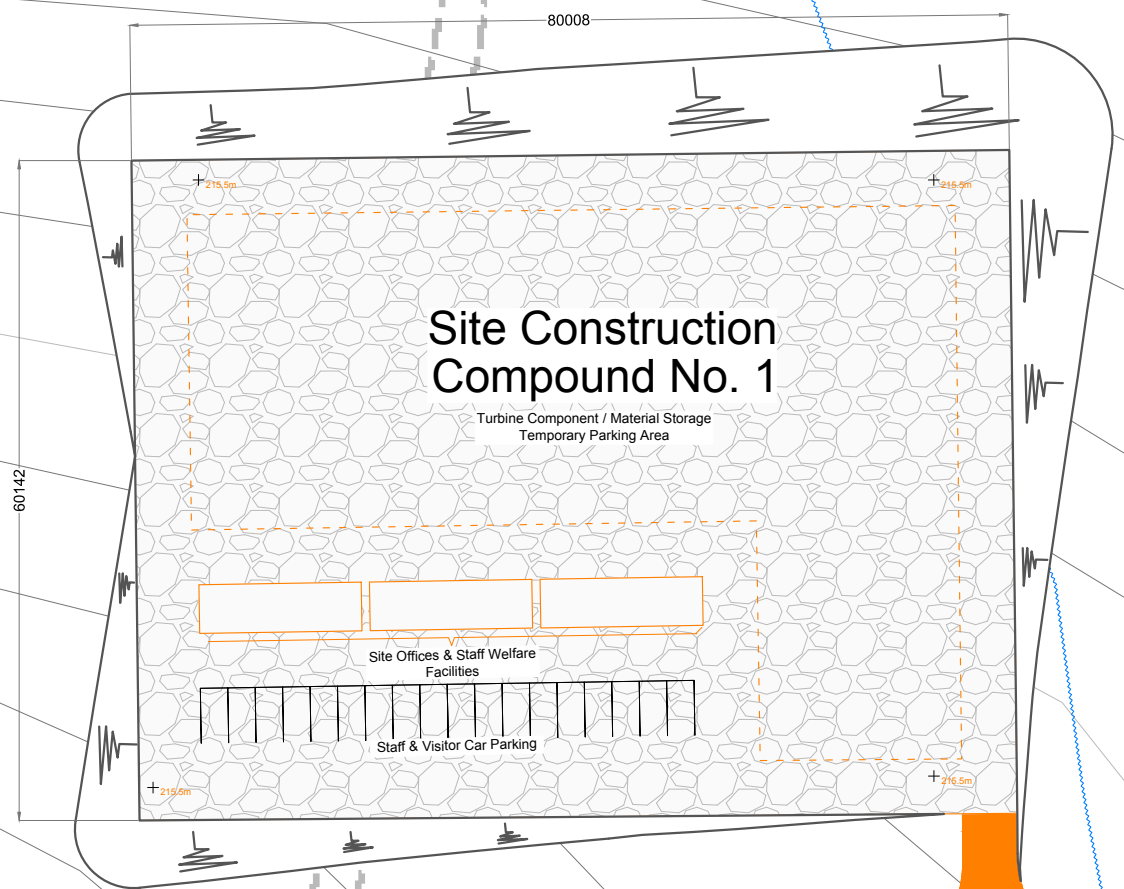 80008
215.5m
215.5m
Site Construction
Compound No. 1
Turbine Component / Material Storage
Temporary Parking Area
60142
Site Offices & Staff Welfare
Facilities
Staff & Visitor Car Parking
215.5m
215.5m